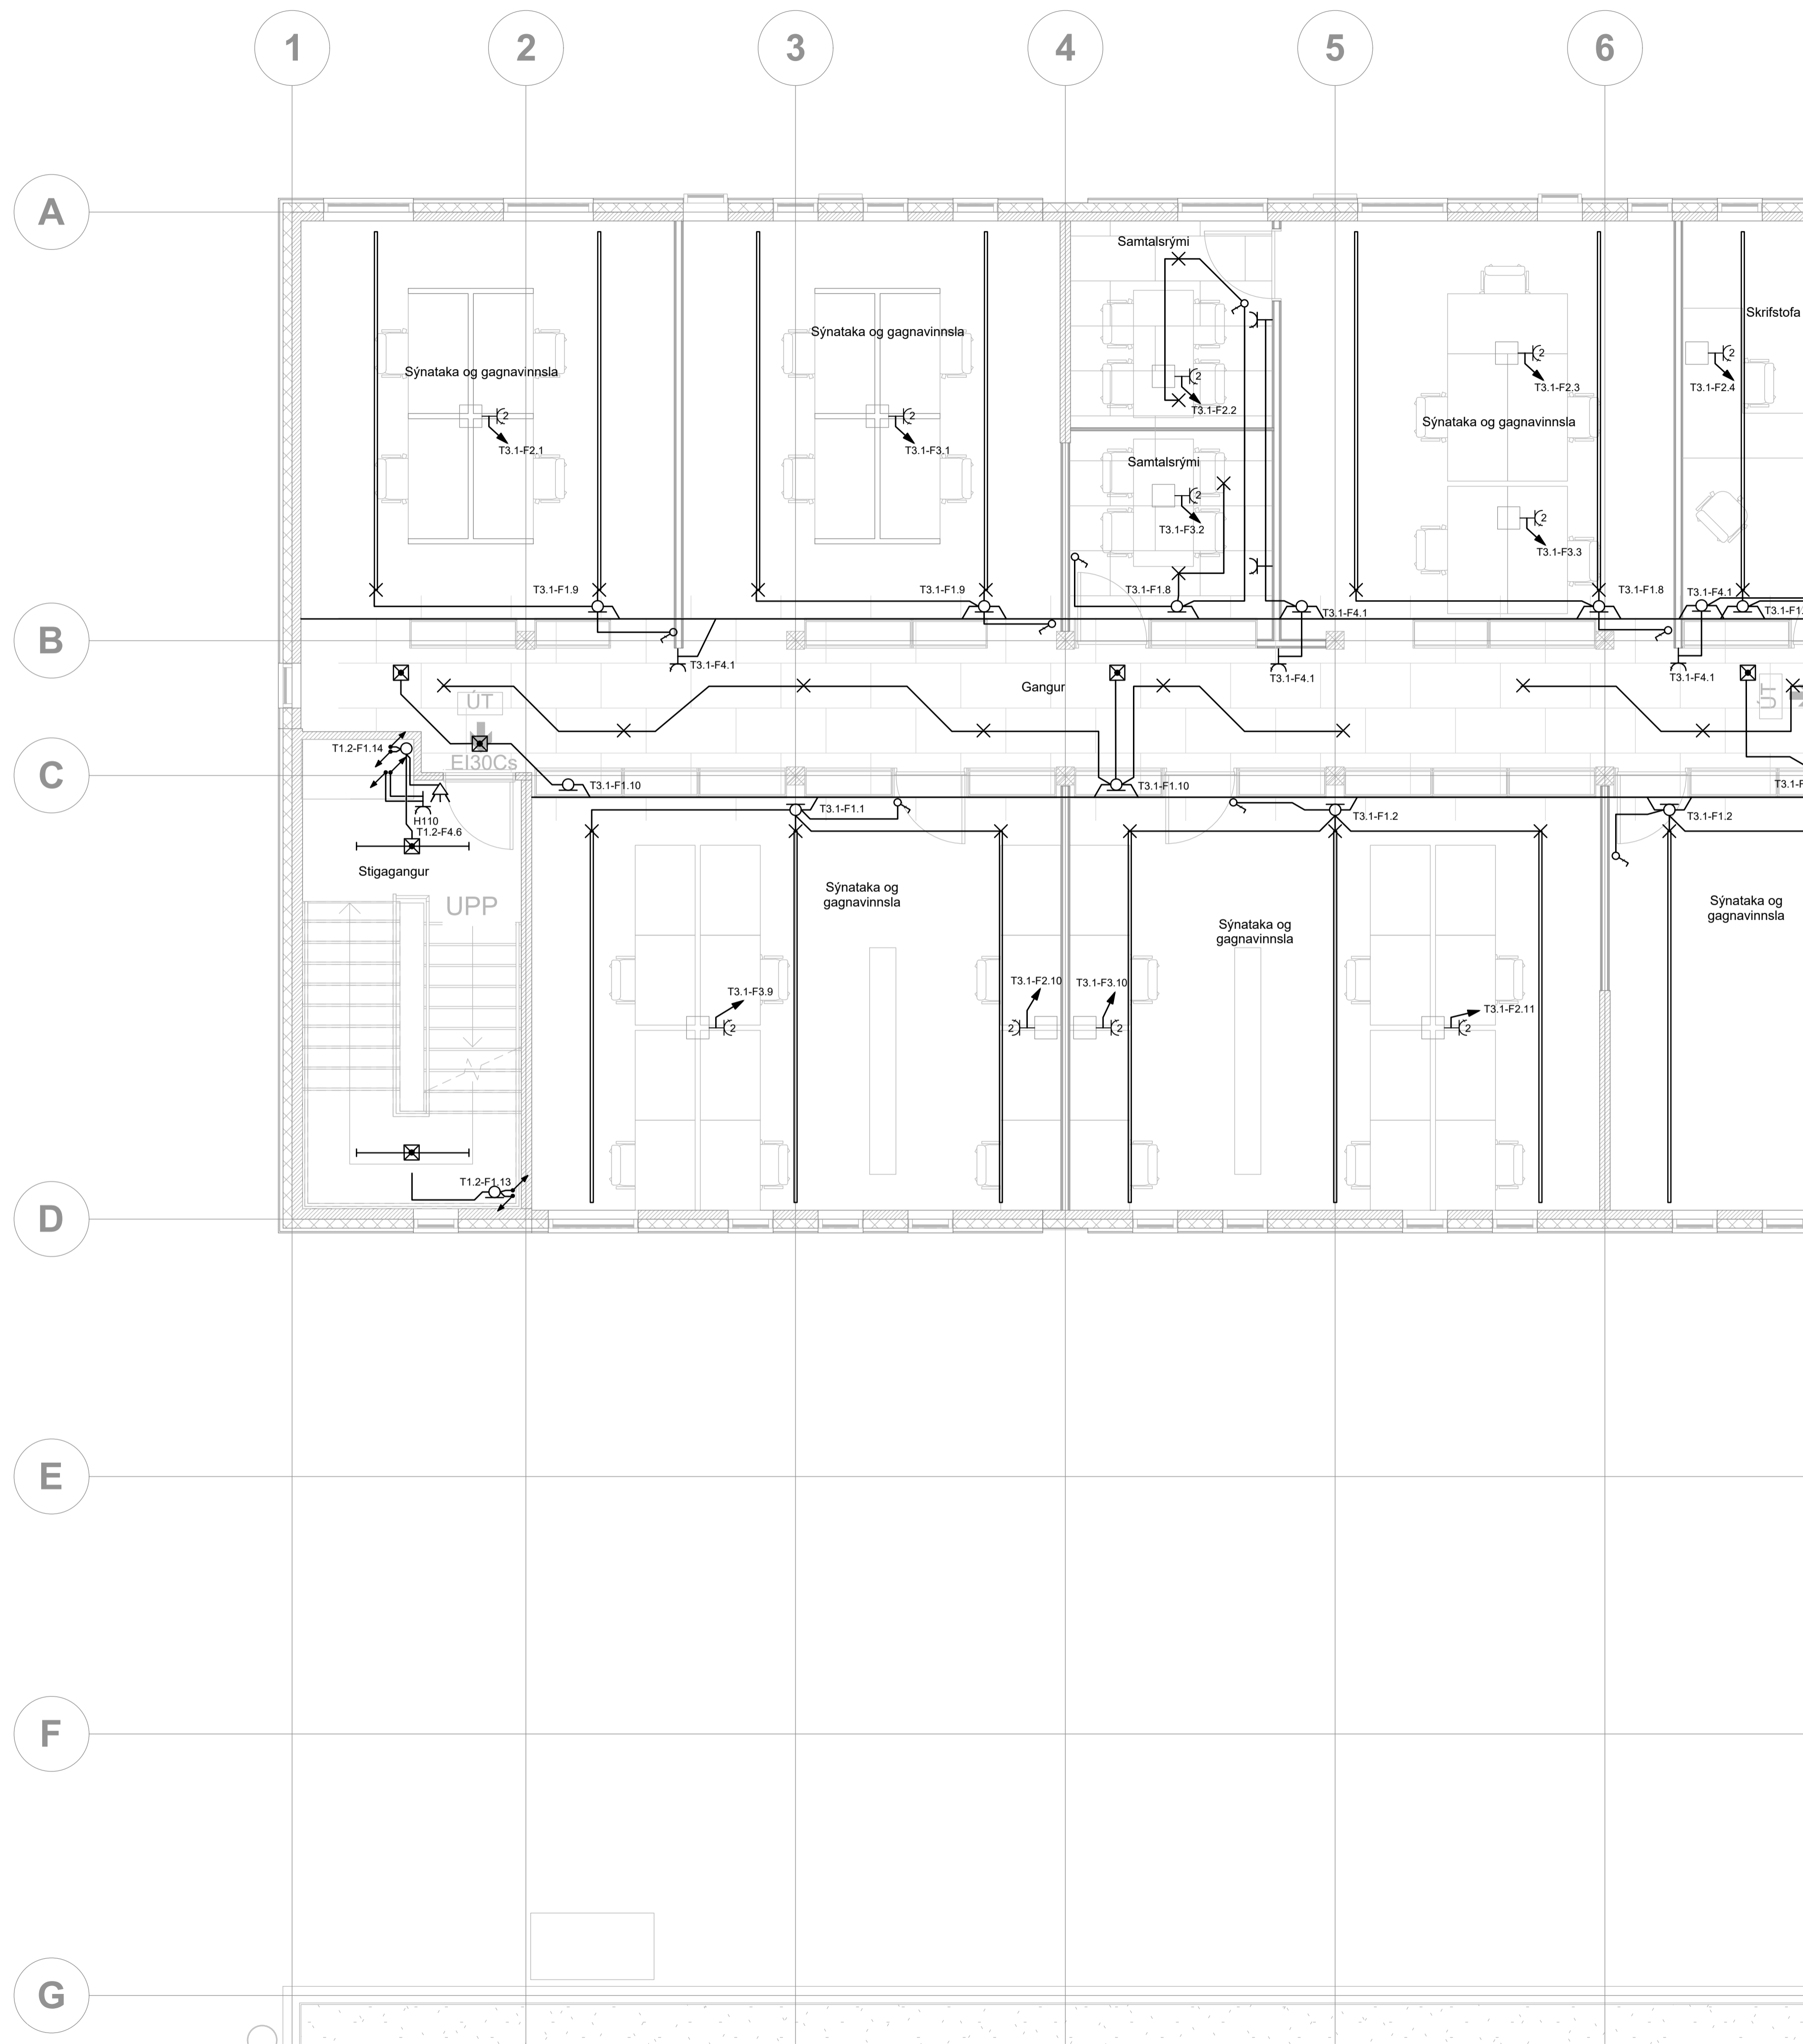 1
2
3
4
5
6
A
Samtalsrými
Skrifstofa
Sýnataka og gagnavinnsla
2
T3.1-F2.3
2
T3.1-F2.4
Sýnataka og gagnavinnsla
2
T3.1-F2.2
2
T3.1-F2.1
2
T3.1-F3.1
Sýnataka og gagnavinnsla
Samtalsrými
2
T3.1-F3.2
2
T3.1-F3.3
T3.1-F1.9
T3.1-F1.9
T3.1-F1.8
T3.1-F1.8
T3.1-F4.1
T3.1-F4.1
T3.1-F1.
B
T3.1-F4.1
T3.1-F4.1
T3.1-F4.1
Gangur
ÚT
ÚT
T1.2-F1.14
EI30Cs
C
T3.1-F1.10
T3.1-F1.10
T3.1-F
H110
T1.2-F4.6
T3.1-F1.1
T3.1-F1.2
T3.1-F1.2
Stigagangur
UPP
Sýnataka og
gagnavinnsla
Sýnataka og
gagnavinnsla
Sýnataka og
gagnavinnsla
T3.1-F3.9
2
T3.1-F2.10
2
T3.1-F3.10
2
T3.1-F2.11
2
T1.2-F1.13
D
E
F
G